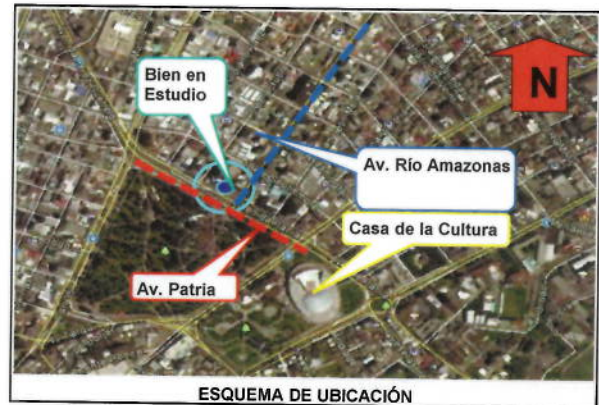 Bien en
Estudio
N
Av. Río Amazonas
Casa de la Cultura
Av. Patria
ESQUEMA DE UBICACIÓN